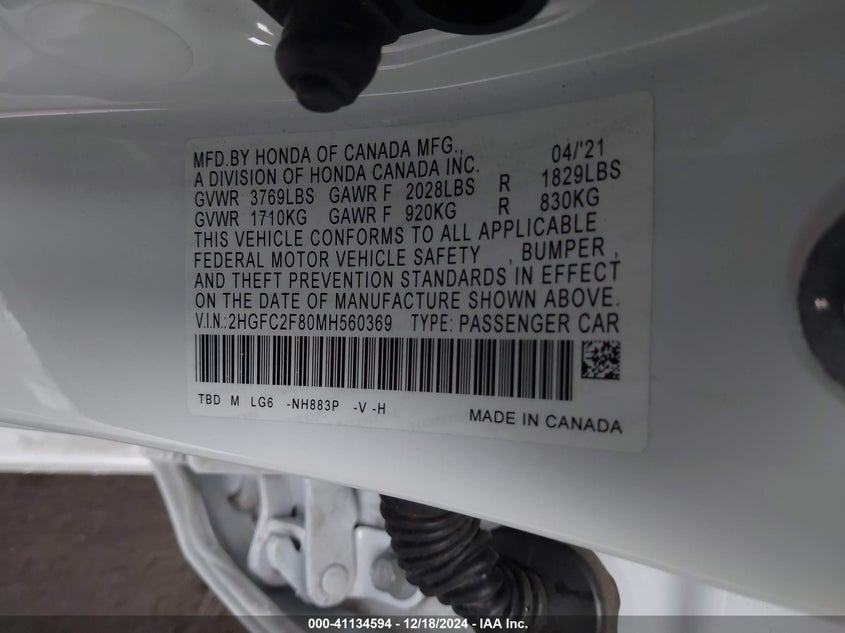 MFD.BY HONDA OF CANADA MFG., 04/'21
A DIVISION OF HONDA CANADA INC.
GVWR 3769LBS GAWR F 2028LBS R 1829LBS
GVWR 1710KG GAWR F 920KG R 830KG
THIS VEHICLE CONFORMS TO ALL APPLICABLE
FEDERAL MOTOR VEHICLE SAFETY , BUMPER ,
AND THEFT PREVENTION STANDARDS IN EFFECT
ON THE DATE OF MANUFACTURE SHOWN ABOVE.
V.I.N.:2HGFC2F80MH560369 TYPE: PASSENGER CAR
TBD M LG6 -NH883P -V -H
MADE IN CANADA
000-41134594 - 12/18/2024 - IAA Inc.